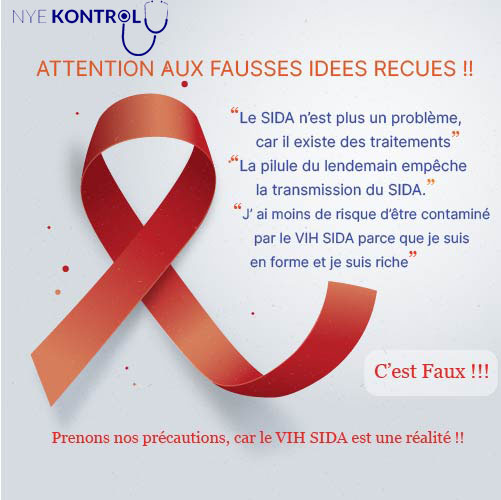 NYE KONTROL
ATTENTION AUX FAUSSES IDEES RECUES !!
“Le SIDA n’est plus un problème,
car il existe des traitements”
“La pilule du lendemain empêche
la transmission du SIDA.”
“J’ ai moins de risque d’être contaminé
par le VIH SIDA parce que je suis
en forme et je suis riche”
C’est Faux !!!
Prenons nos précautions, car le VIH SIDA est une réalité !!